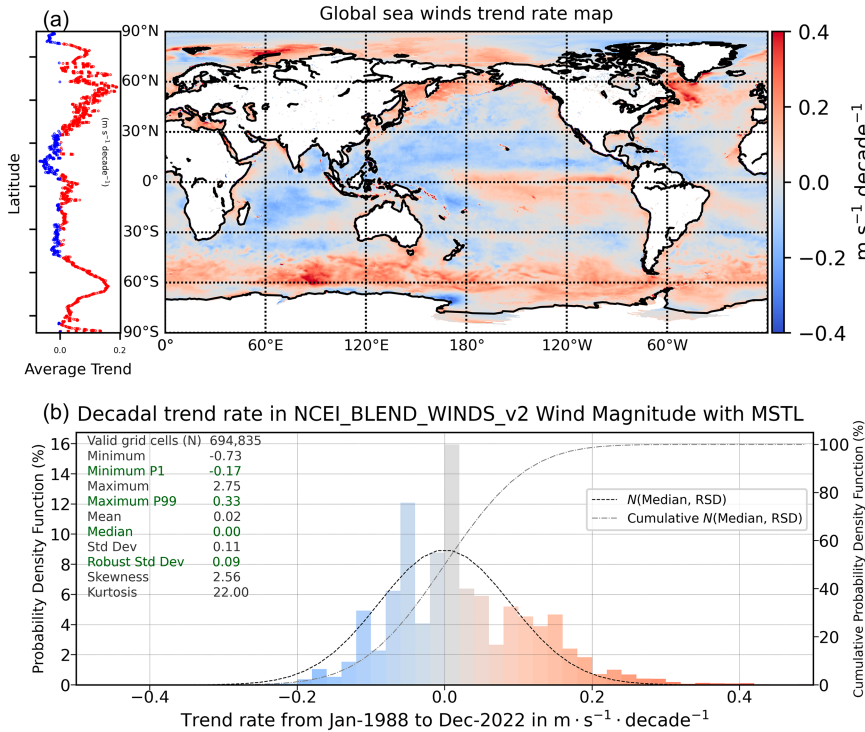 (a)
Global sea winds trend rate map
Latitude
(m s⁻¹ decade⁻¹)
0.0 0.2
Average Trend
90°N
60°N
30°N
0°
30°S
60°S
90°S
0° 60°E 120°E 180° 120°W 60°W
0.4
0.2
0.0
−0.2
−0.4
m s⁻¹ decade⁻¹
(b) Decadal trend rate in NCEI_BLEND_WINDS_v2 Wind Magnitude with MSTL
Probability Density Function (%)
16
14
12
10
8
6
4
2
0
Valid grid cells (N) 694,835
Minimum -0.73
Minimum P1 -0.17
Maximum 2.75
Maximum P99 0.33
Mean 0.02
Median 0.00
Std Dev 0.11
Robust Std Dev 0.09
Skewness 2.56
Kurtosis 22.00
N(Median, RSD)
Cumulative N(Median, RSD)
100
80
60
40
20
0
Cumulative Probability Density Function (%)
−0.4 −0.2 0.0 0.2 0.4
Trend rate from Jan-1988 to Dec-2022 in m · s⁻¹ · decade⁻¹